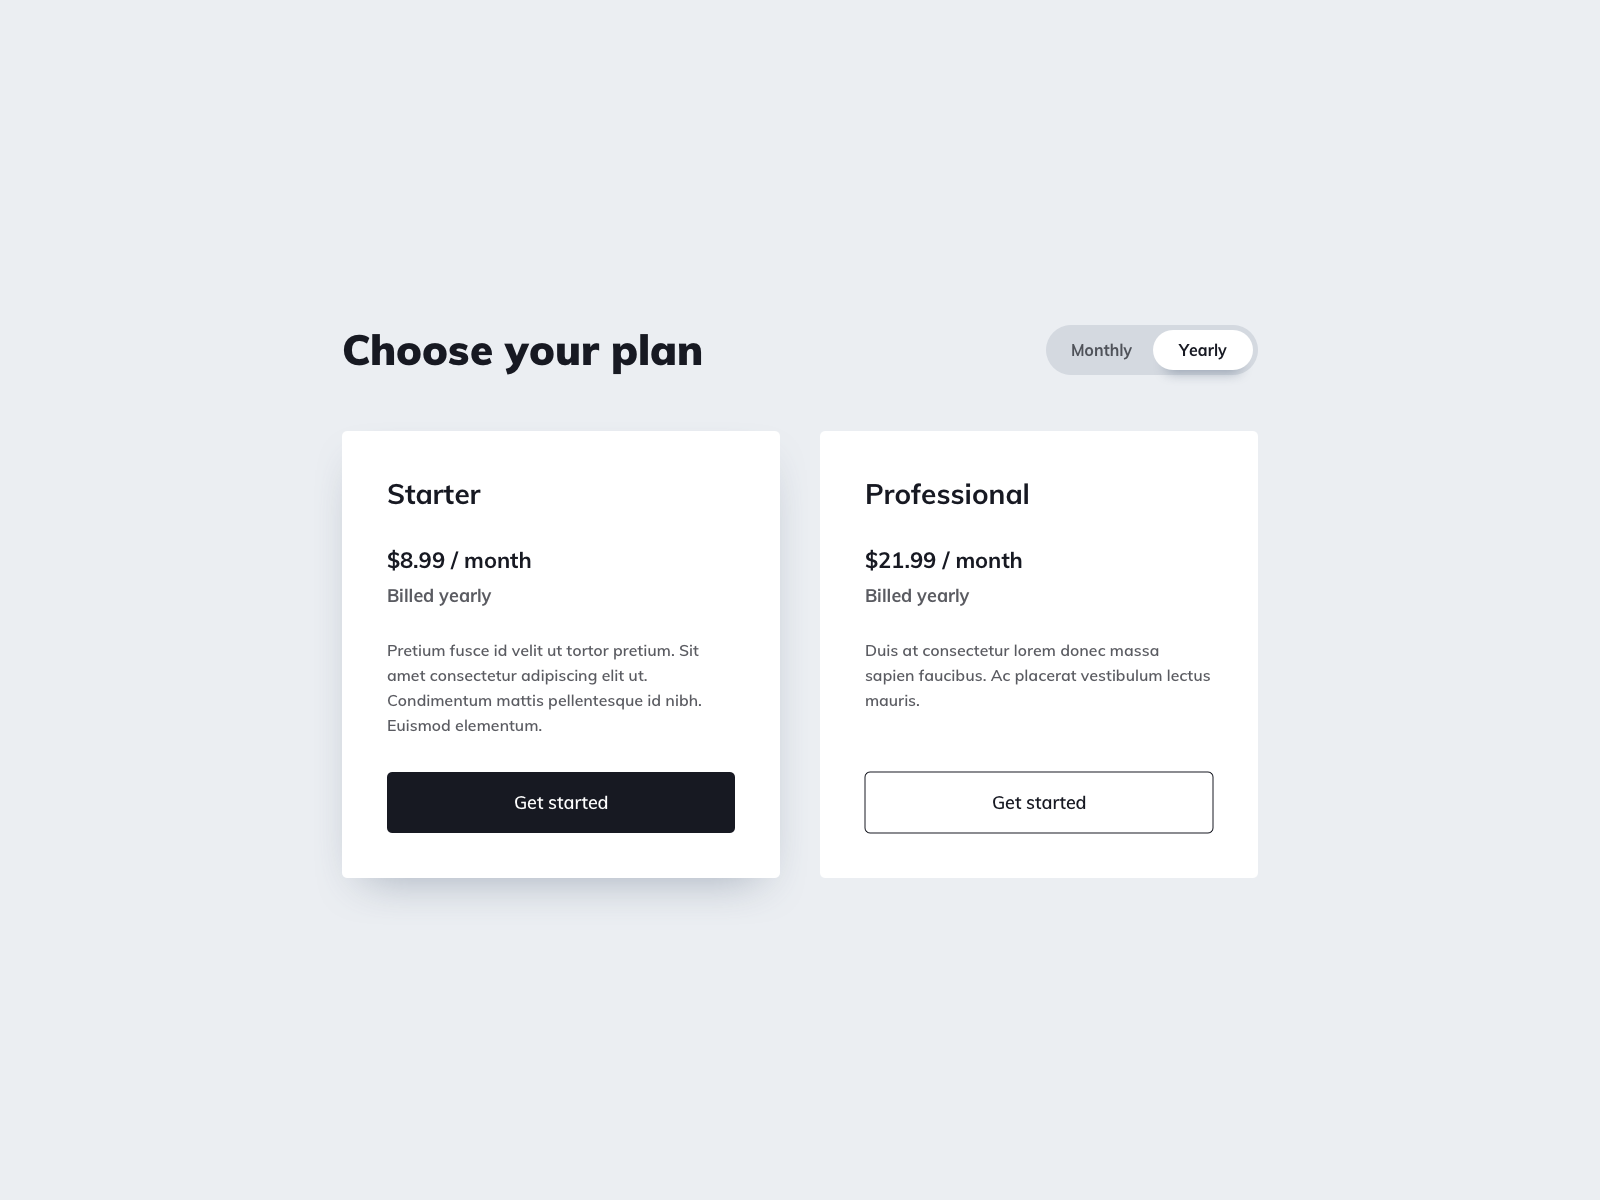 Choose your plan
Monthly
Yearly
Starter
$8.99 / month
Billed yearly
Pretium fusce id velit ut tortor pretium. Sit
amet consectetur adipiscing elit ut.
Condimentum mattis pellentesque id nibh.
Euismod elementum.
Get started
Professional
$21.99 / month
Billed yearly
Duis at consectetur lorem donec massa
sapien faucibus. Ac placerat vestibulum lectus
mauris.
Get started